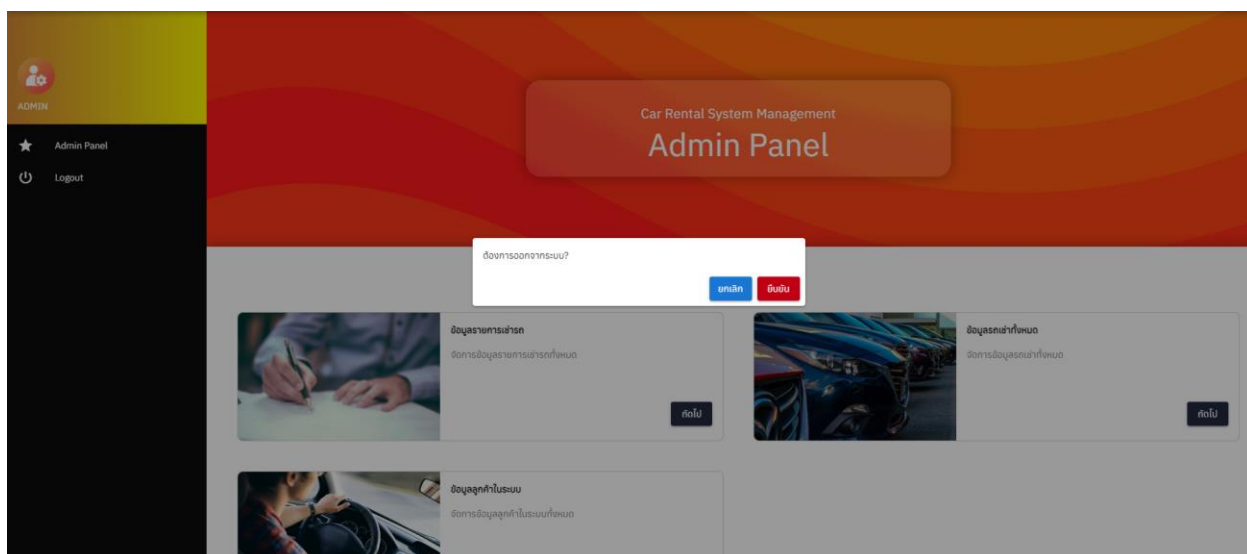 ADMIN
Admin Panel
Logout
Car Rental System Management
Admin Panel
ต้องการออกจากระบบ?
ยกเลิก
ยืนยัน
ข้อมูลรายการเช่ารถ
จัดการข้อมูลรายการเช่ารถทั้งหมด
ถัดไป
ข้อมูลรถเช่าทั้งหมด
จัดการข้อมูลรถเช่าทั้งหมด
ถัดไป
ข้อมูลลูกค้าในระบบ
จัดการข้อมูลลูกค้าในระบบทั้งหมด